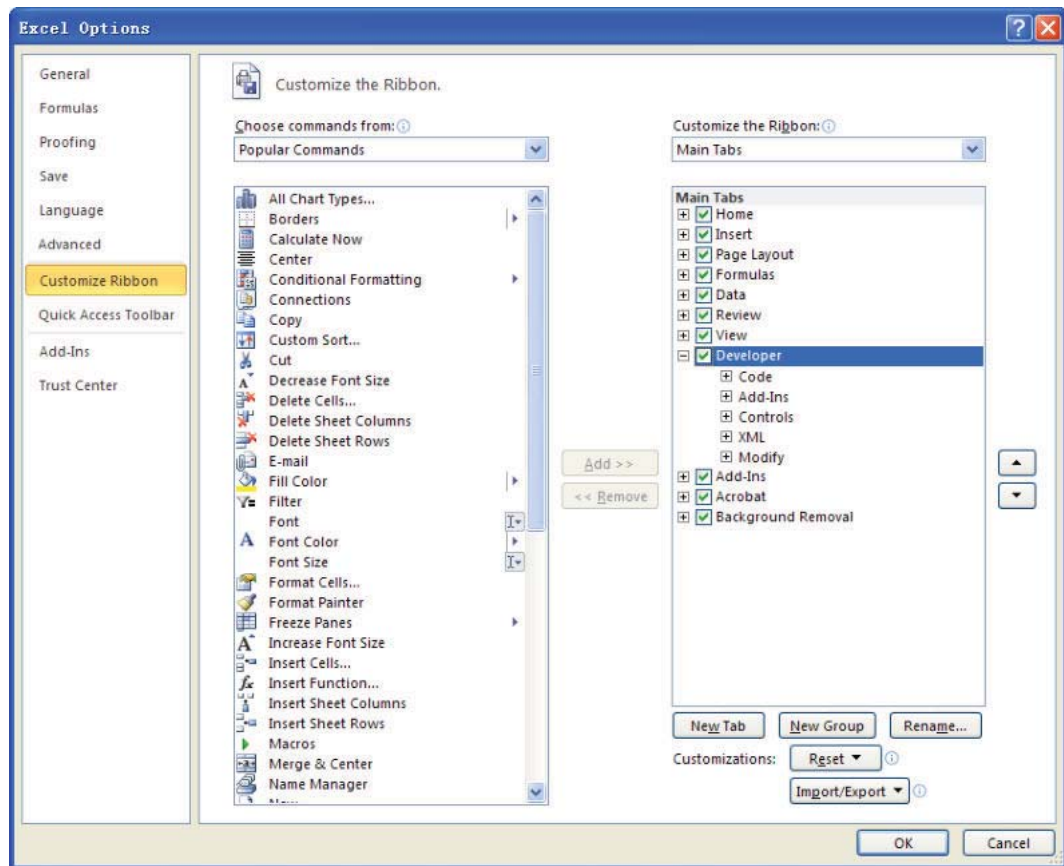 Excel Options
General
Formulas
Proofing
Save
Language
Advanced
Customize Ribbon
Quick Access Toolbar
Add-Ins
Trust Center
Customize the Ribbon.
Choose commands from:
Popular Commands
All Chart Types...
Borders
Calculate Now
Center
Conditional Formatting
Connections
Copy
Custom Sort...
Cut
Decrease Font Size
Delete Cells...
Delete Sheet Columns
Delete Sheet Rows
E-mail
Fill Color
Filter
Font
Font Color
Font Size
Format Cells...
Format Painter
Freeze Panes
Increase Font Size
Insert Cells...
Insert Function...
Insert Sheet Columns
Insert Sheet Rows
Macros
Merge & Center
Name Manager
Add >>
<< Remove
Customize the Ribbon:
Main Tabs
Main Tabs
Home
Insert
Page Layout
Formulas
Data
Review
View
Developer
Code
Add-Ins
Controls
XML
Modify
Add-Ins
Acrobat
Background Removal
New Tab New Group Rename...
Customizations: Reset
Import/Export
OK Cancel